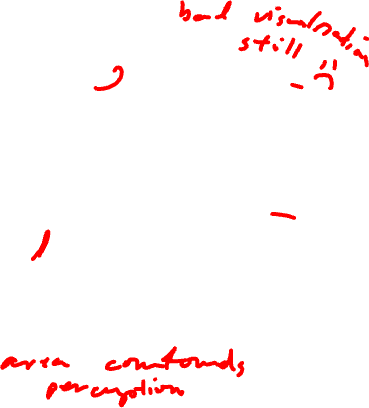 bad visualization
still
area confounds
perception